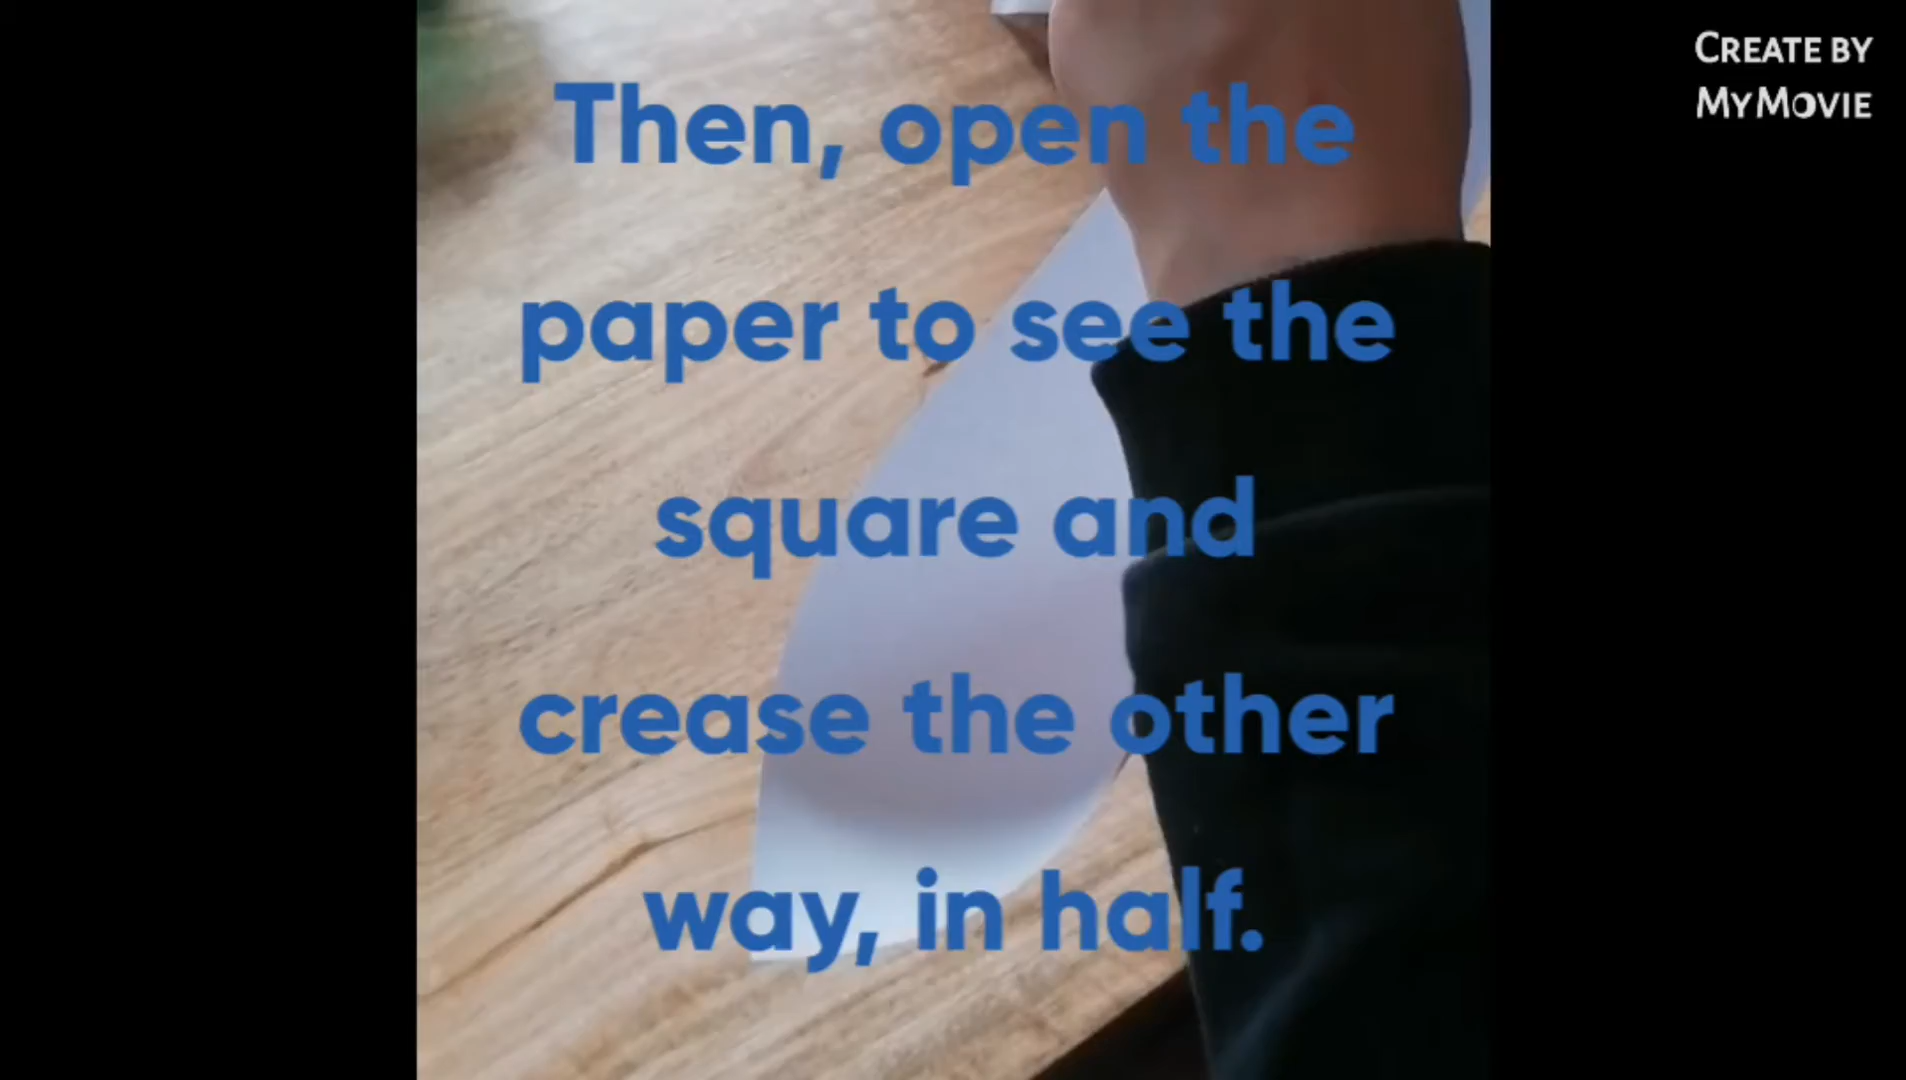 Then, open the
paper to see the
square and
crease the other
way, in half.
CREATE BY
MYMOVIE